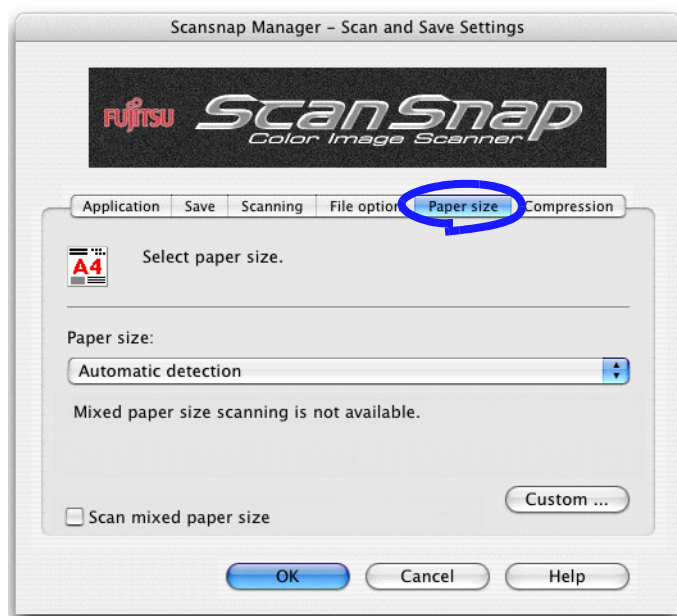 Scansnap Manager – Scan and Save Settings
FUJITSU ScanSnap
Color Image Scanner
Application Save Scanning File option Paper size Compression
A4 Select paper size.
Paper size:
Automatic detection
Mixed paper size scanning is not available.
Custom ...
Scan mixed paper size
OK Cancel Help